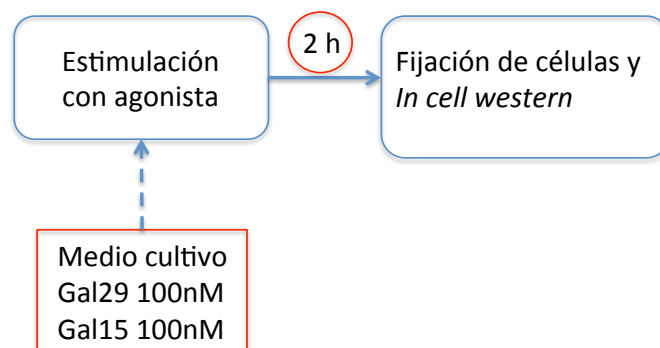 Estimulación
con agonista
2 h
Fijación de células y
In cell western
Medio cultivo
Gal29 100nM
Gal15 100nM